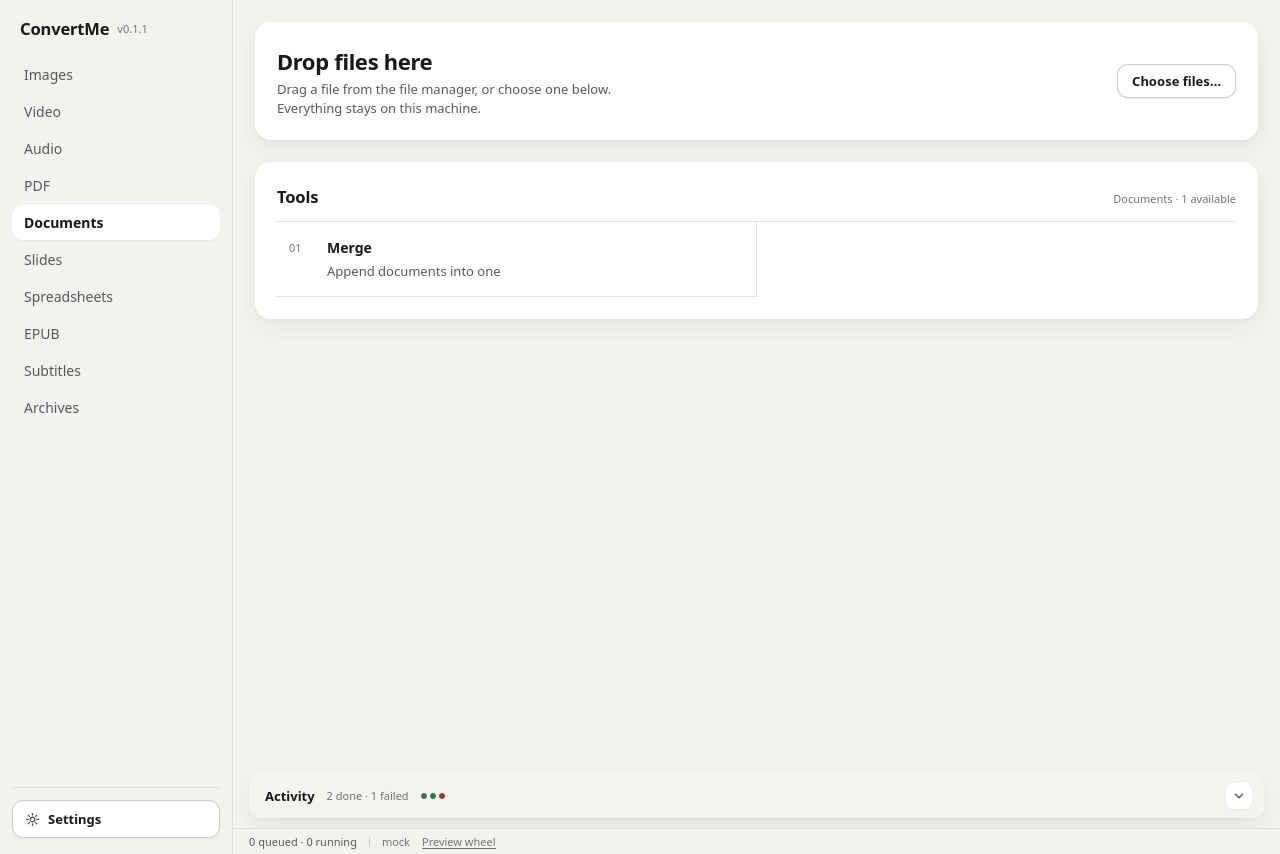 ConvertMe v0.1.1
Images
Video
Audio
PDF
Documents
Slides
Spreadsheets
EPUB
Subtitles
Archives
Settings
Drop files here
Drag a file from the file manager, or choose one below.
Everything stays on this machine.
Choose files…
Tools
Documents · 1 available
01 Merge
Append documents into one
Activity 2 done · 1 failed
0 queued · 0 running mock Preview wheel